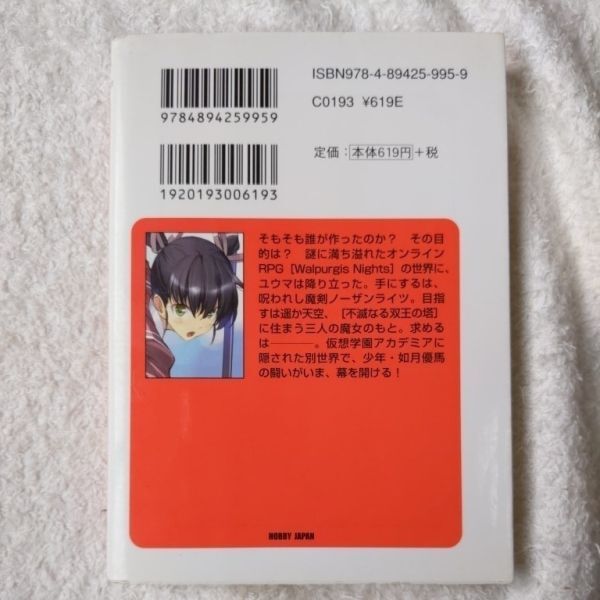 ISBN978-4-89425-995-9
C0193 ¥619E
9784894259959
定価：本体619円+税
1920193006193
そもそも誰が作ったのか？　その目
的は？　謎に満ち溢れたオンライン
RPG［Walpurgis Nights］の世界に、
ユウマは降り立った。手にするは、
呪われし魔剣ノーザンライツ。目指
すは遥か天空、［不滅なる双王の塔］
に住まう三人の魔女のもと。求める
は―――。仮想学園アカデミアに
隠された別世界で、少年・如月優馬
の闘いがいま、幕を開ける！
HOBBY JAPAN